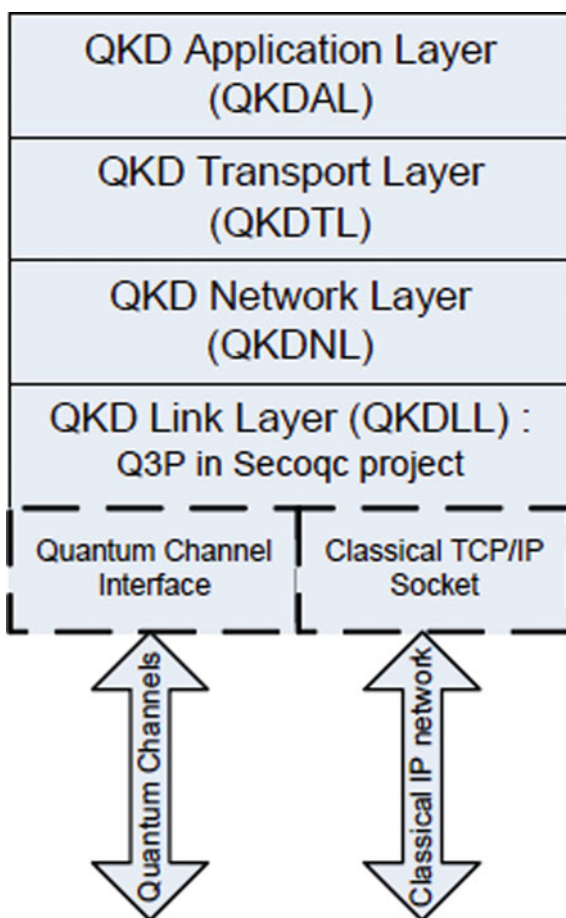 QKD Application Layer
(QKDAL)
QKD Transport Layer
(QKDTL)
QKD Network Layer
(QKDNL)
QKD Link Layer (QKDLL) :
Q3P in Secoqc project
Quantum Channel
Interface
Classical TCP/IP
Socket
Quantum Channels
Classical IP network